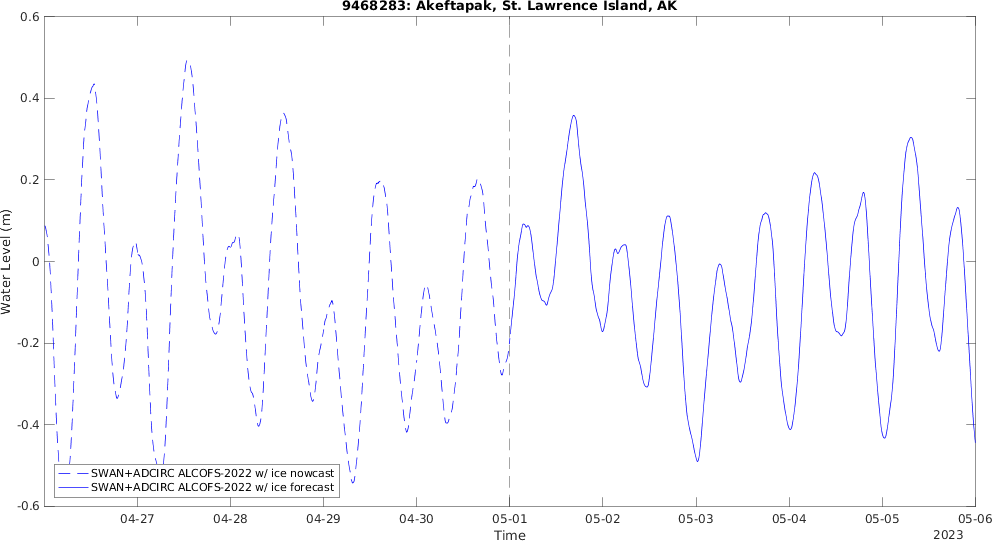 9468283: Akeftapak, St. Lawrence Island, AK
Water Level (m)
0.6
0.4
0.2
0
-0.2
-0.4
-0.6
SWAN+ADCIRC ALCOFS-2022 w/ ice nowcast
SWAN+ADCIRC ALCOFS-2022 w/ ice forecast
04-27 04-28 04-29 04-30 05-01 05-02 05-03 05-04 05-05 05-06
Time
2023